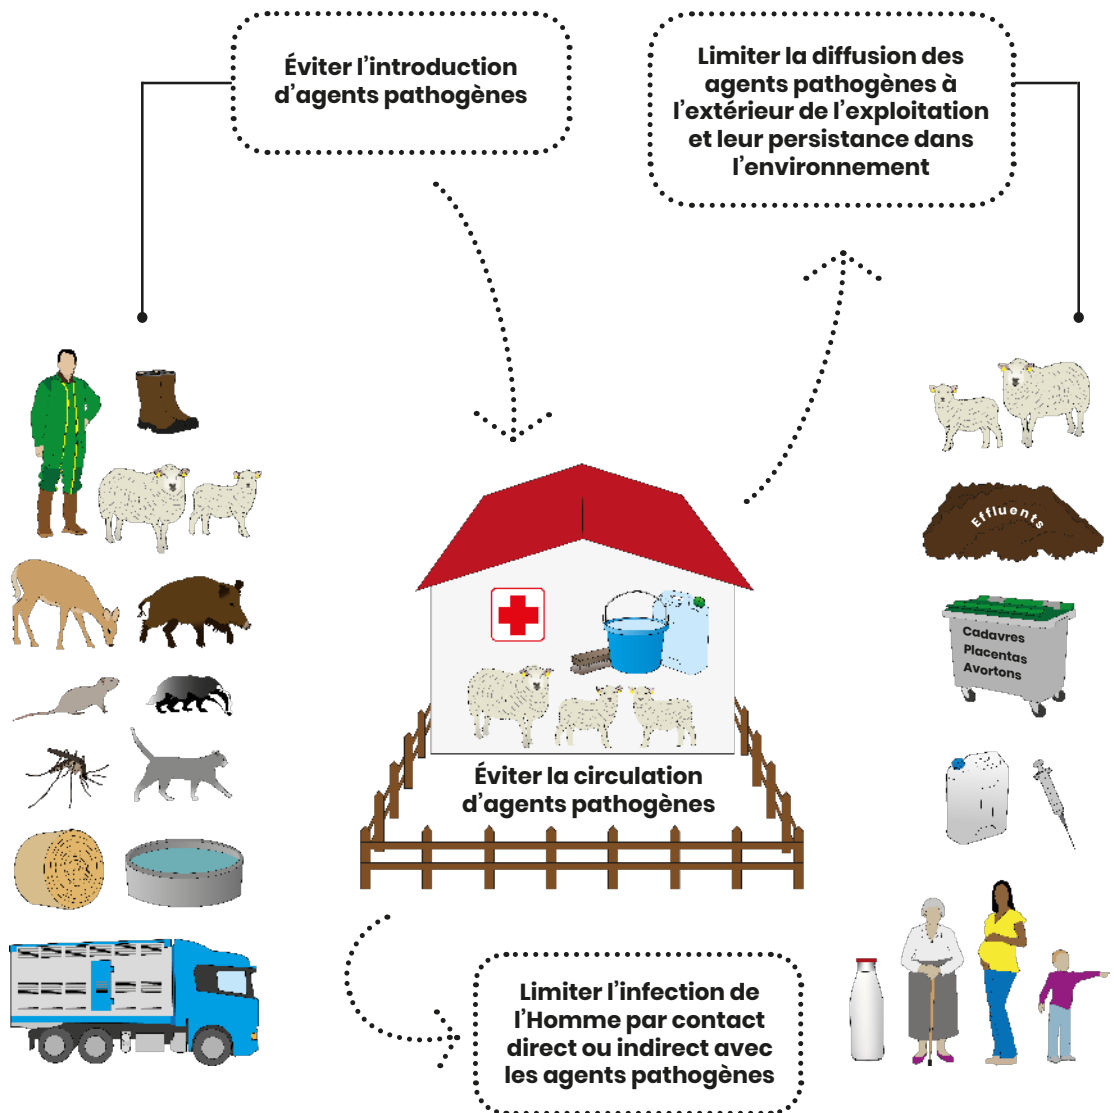 Éviter l’introduction
d’agents pathogènes
Limiter la diffusion des
agents pathogènes à
l’extérieur de l’exploitation
et leur persistance dans
l’environnement
Effluents
Cadavres
Placentas
Avortons
Éviter la circulation
d’agents pathogènes
Limiter l’infection de
l’Homme par contact
direct ou indirect avec
les agents pathogènes